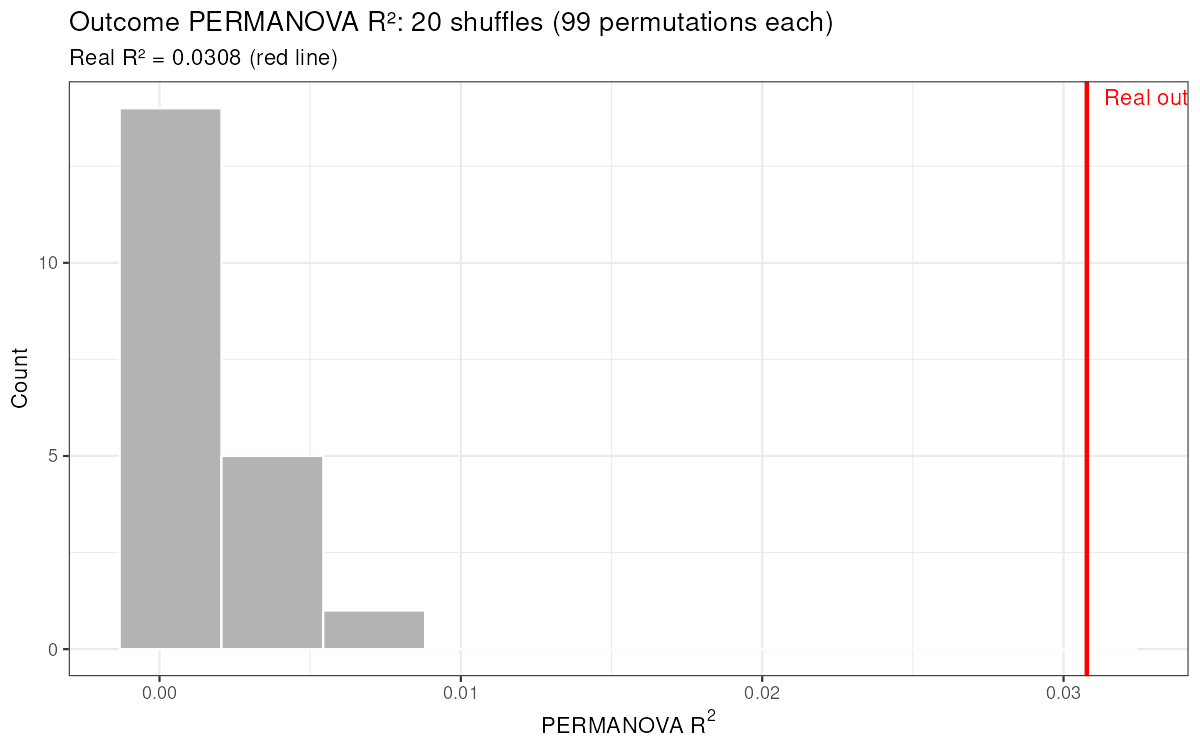 Outcome PERMANOVA R²: 20 shuffles (99 permutations each)
Real R² = 0.0308 (red line)
Real out
10
5
0
Count
0.00 0.01 0.02 0.03
PERMANOVA R²